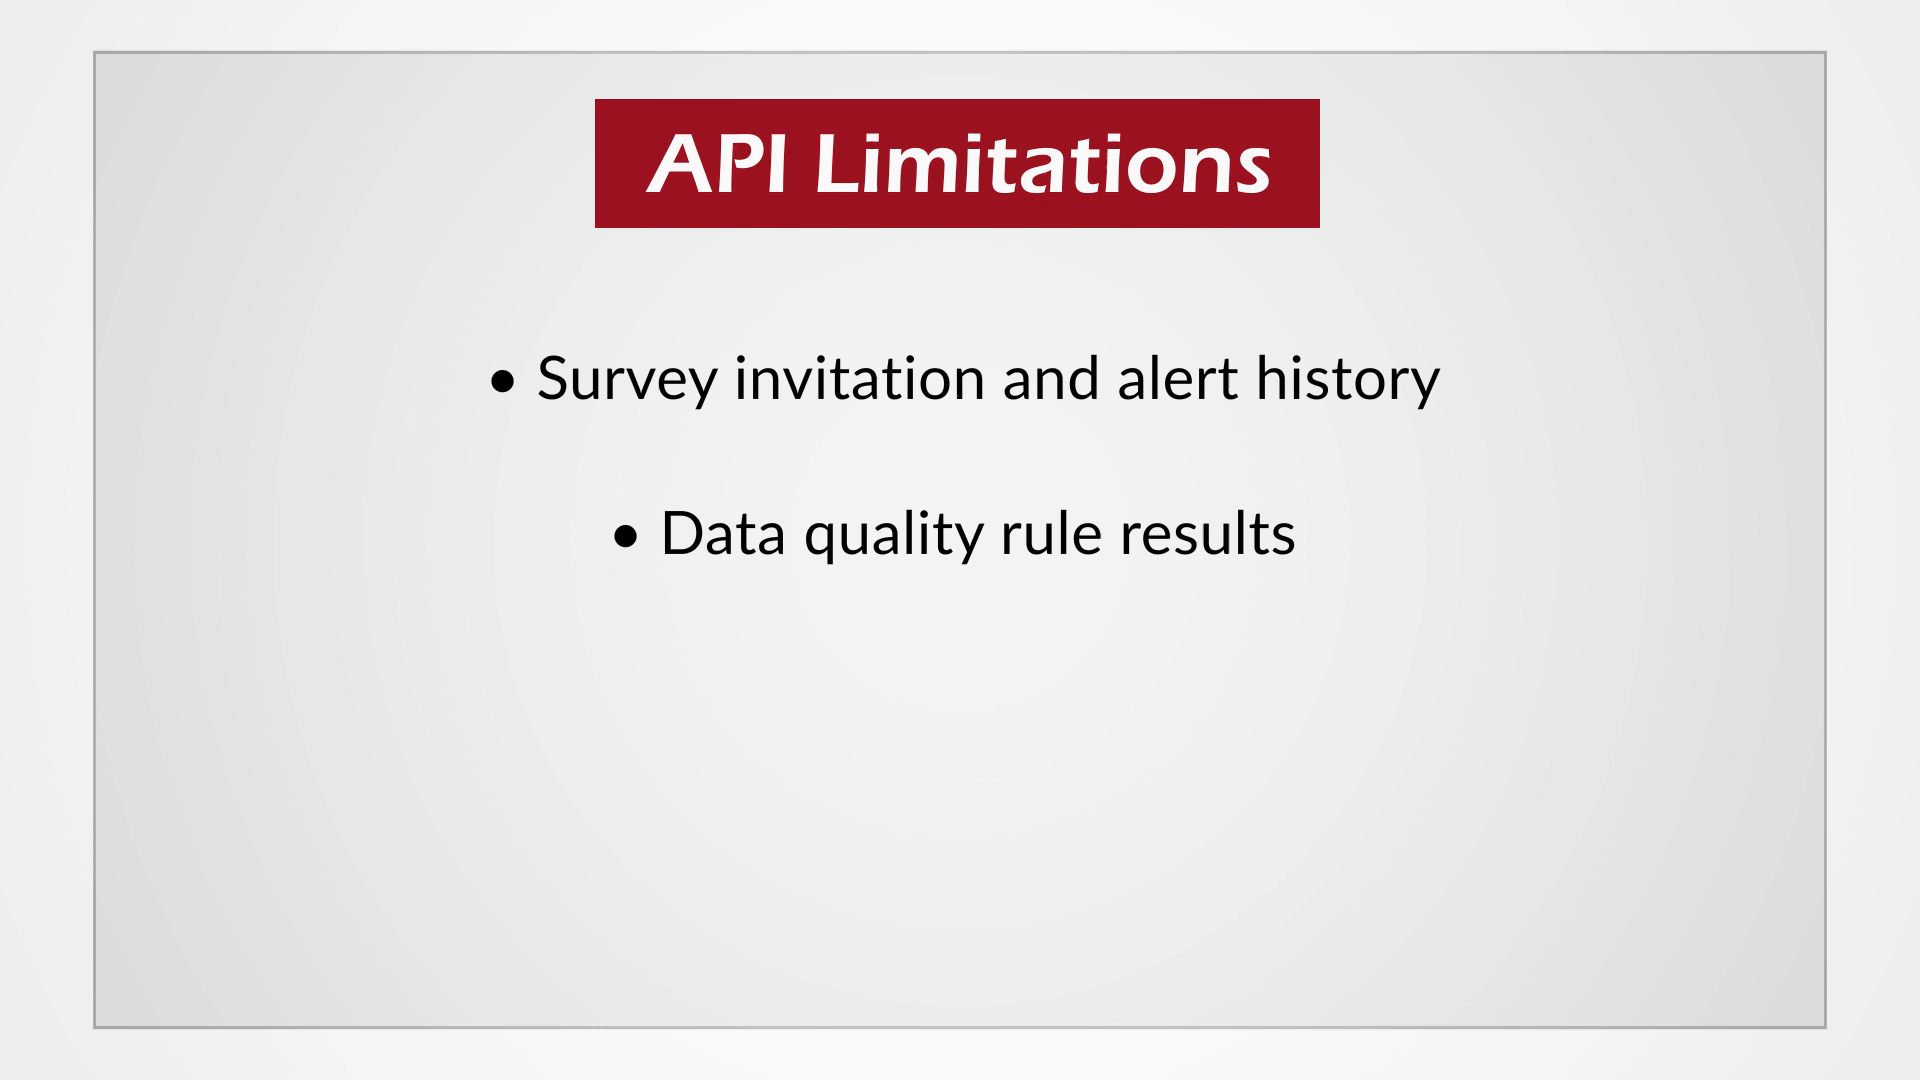 API Limitations
• Survey invitation and alert history
• Data quality rule results